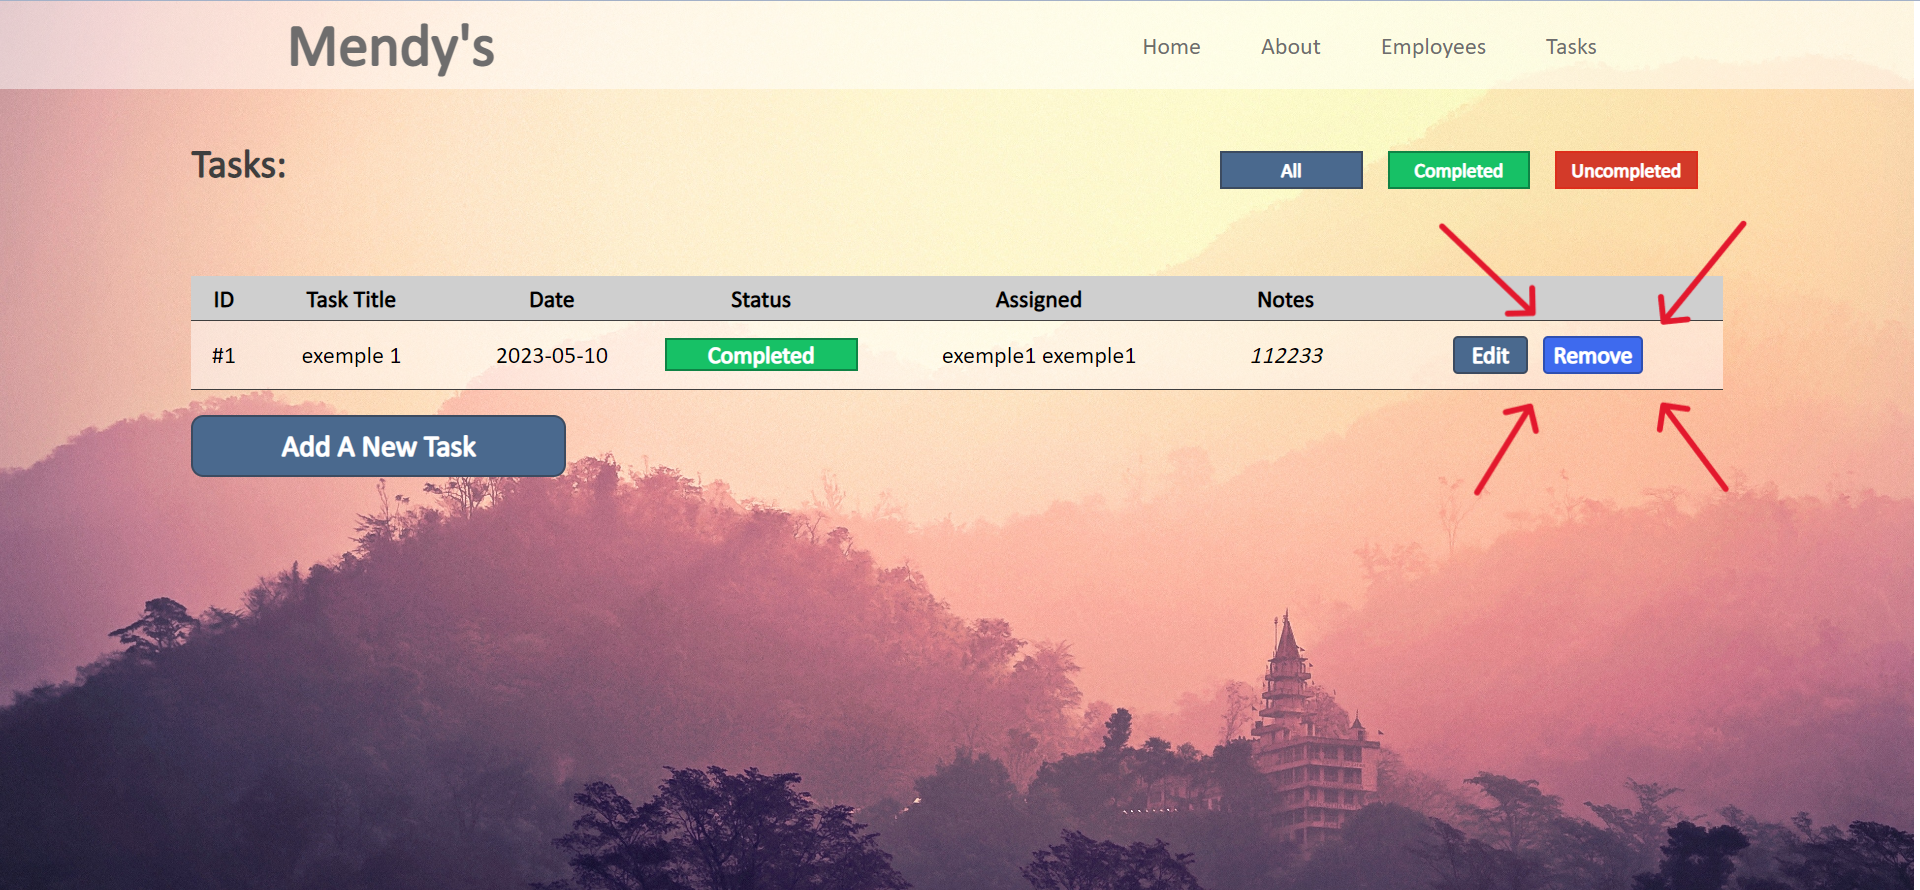 Mendy's
Home About Employees Tasks
Tasks:
All Completed Uncompleted
ID Task Title Date Status Assigned Notes
#1 exemple 1 2023-05-10 Completed exemple1 exemple1 112233 Edit Remove
Add A New Task